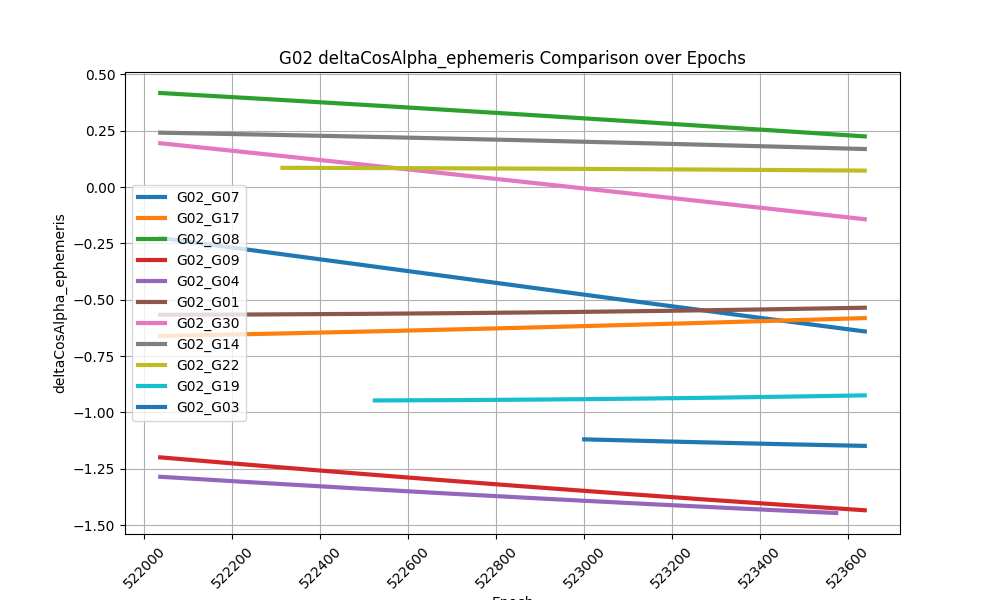 G02 deltaCosAlpha_ephemeris Comparison over Epochs
deltaCosAlpha_ephemeris
0.50
0.25
0.00
−0.25
−0.50
−0.75
−1.00
−1.25
−1.50
G02_G07
G02_G17
G02_G08
G02_G09
G02_G04
G02_G01
G02_G30
G02_G14
G02_G22
G02_G19
G02_G03
522000
522200
522400
522600
522800
523000
523200
523400
523600
Epoch